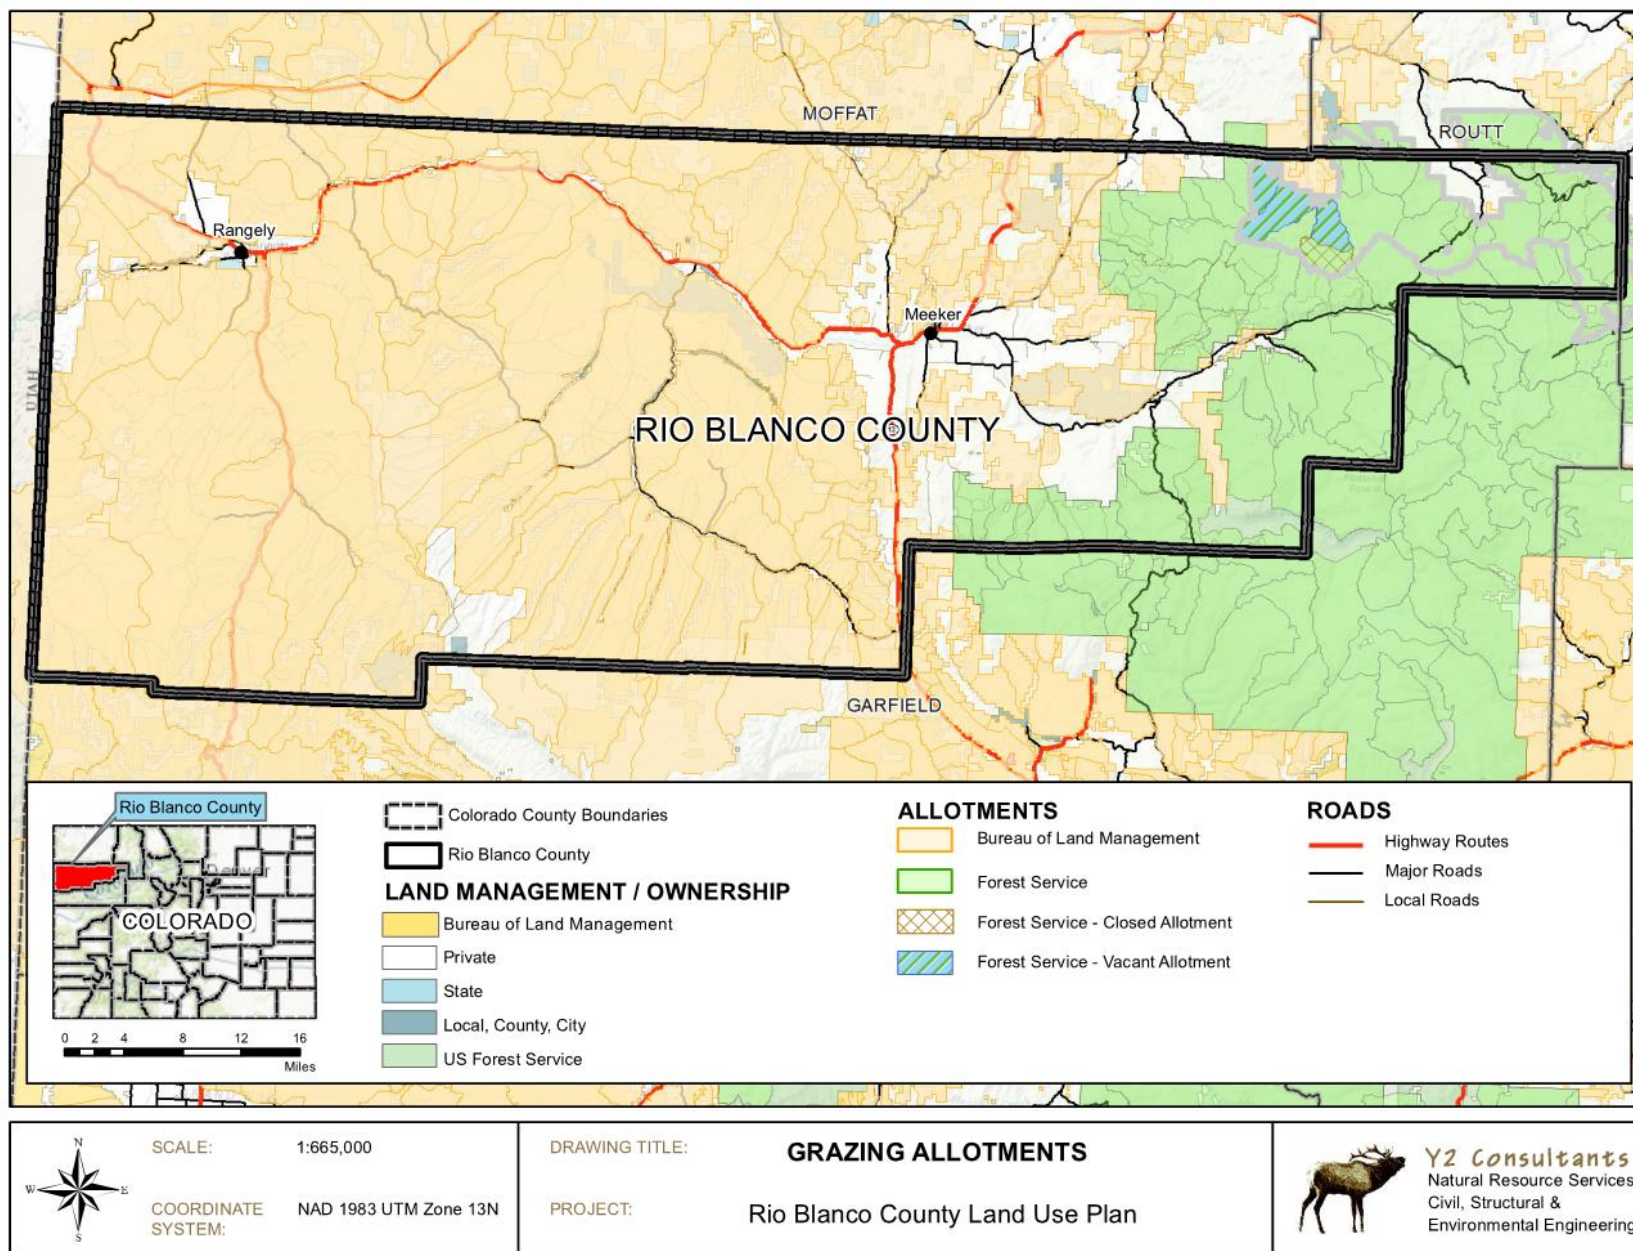 MOFFAT
ROUTT
Rangely
Meeker
UTAH
RIO BLANCO COUNTY
GARFIELD
Rio Blanco County
Denver
COLORADO
0 2 4 8 12 16
Miles
Colorado County Boundaries
Rio Blanco County
LAND MANAGEMENT / OWNERSHIP
Bureau of Land Management
Private
State
Local, County, City
US Forest Service
ALLOTMENTS
Bureau of Land Management
Forest Service
Forest Service - Closed Allotment
Forest Service - Vacant Allotment
ROADS
Highway Routes
Major Roads
Local Roads
N
W E
S
SCALE: 1:665,000
COORDINATE SYSTEM: NAD 1983 UTM Zone 13N
DRAWING TITLE: GRAZING ALLOTMENTS
PROJECT: Rio Blanco County Land Use Plan
Y2 Consultants
Natural Resource Services
Civil, Structural &
Environmental Engineering